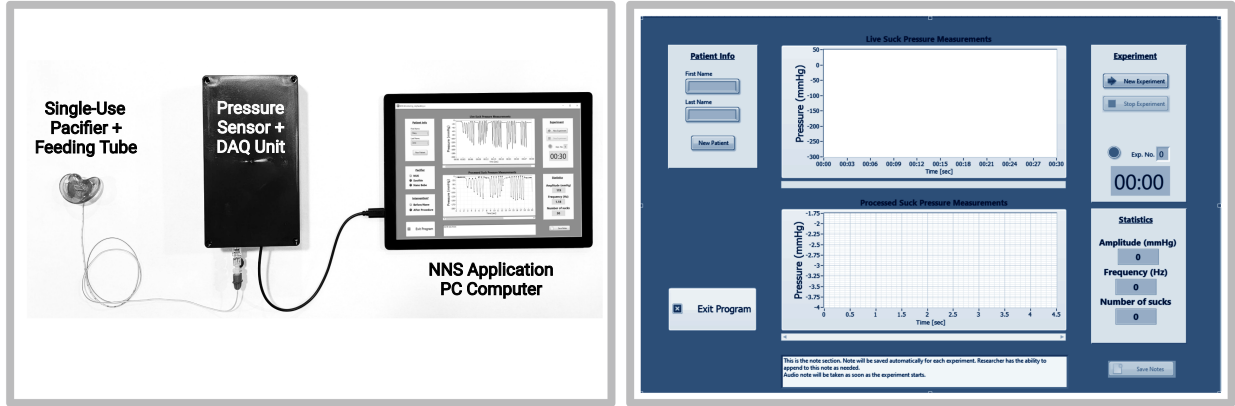 Single-Use
Pacifier +
Feeding Tube
Pressure
Sensor +
DAQ Unit
NNS Application
PC Computer
Exit Program
00:30
Live Suck Pressure Measurements
Patient Info
First Name
Last Name
New Patient
Pressure (mmHg)
50
0
-50
-100
-150
-200
-250
-300
00:00 00:03 00:06 00:09 00:12 00:15 00:18 00:21 00:24 00:27 00:30
Time [sec]
Experiment
New Experiment
Stop Experiment
Exp. No. 0
00:00
Processed Suck Pressure Measurements
Pressure (mmHg)
-1.75
-2
-2.25
-2.5
-2.75
-3
-3.25
-3.5
-3.75
-4
0 0.5 1 1.5 2 2.5 3 3.5 4 4.5
Time [sec]
Statistics
Amplitude (mmHg)
0
Frequency (Hz)
0
Number of sucks
0
Exit Program
This is the note section. Note will be saved automatically for each experiment. Researcher has the ability to
append to this note as needed.
Audio note will be taken as soon as the experiment starts.
Save Notes